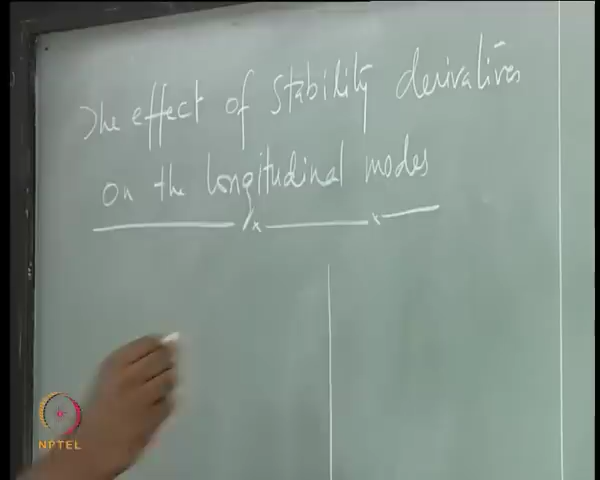 The effect of Stability derivatives
on the longitudinal modes
NPTEL